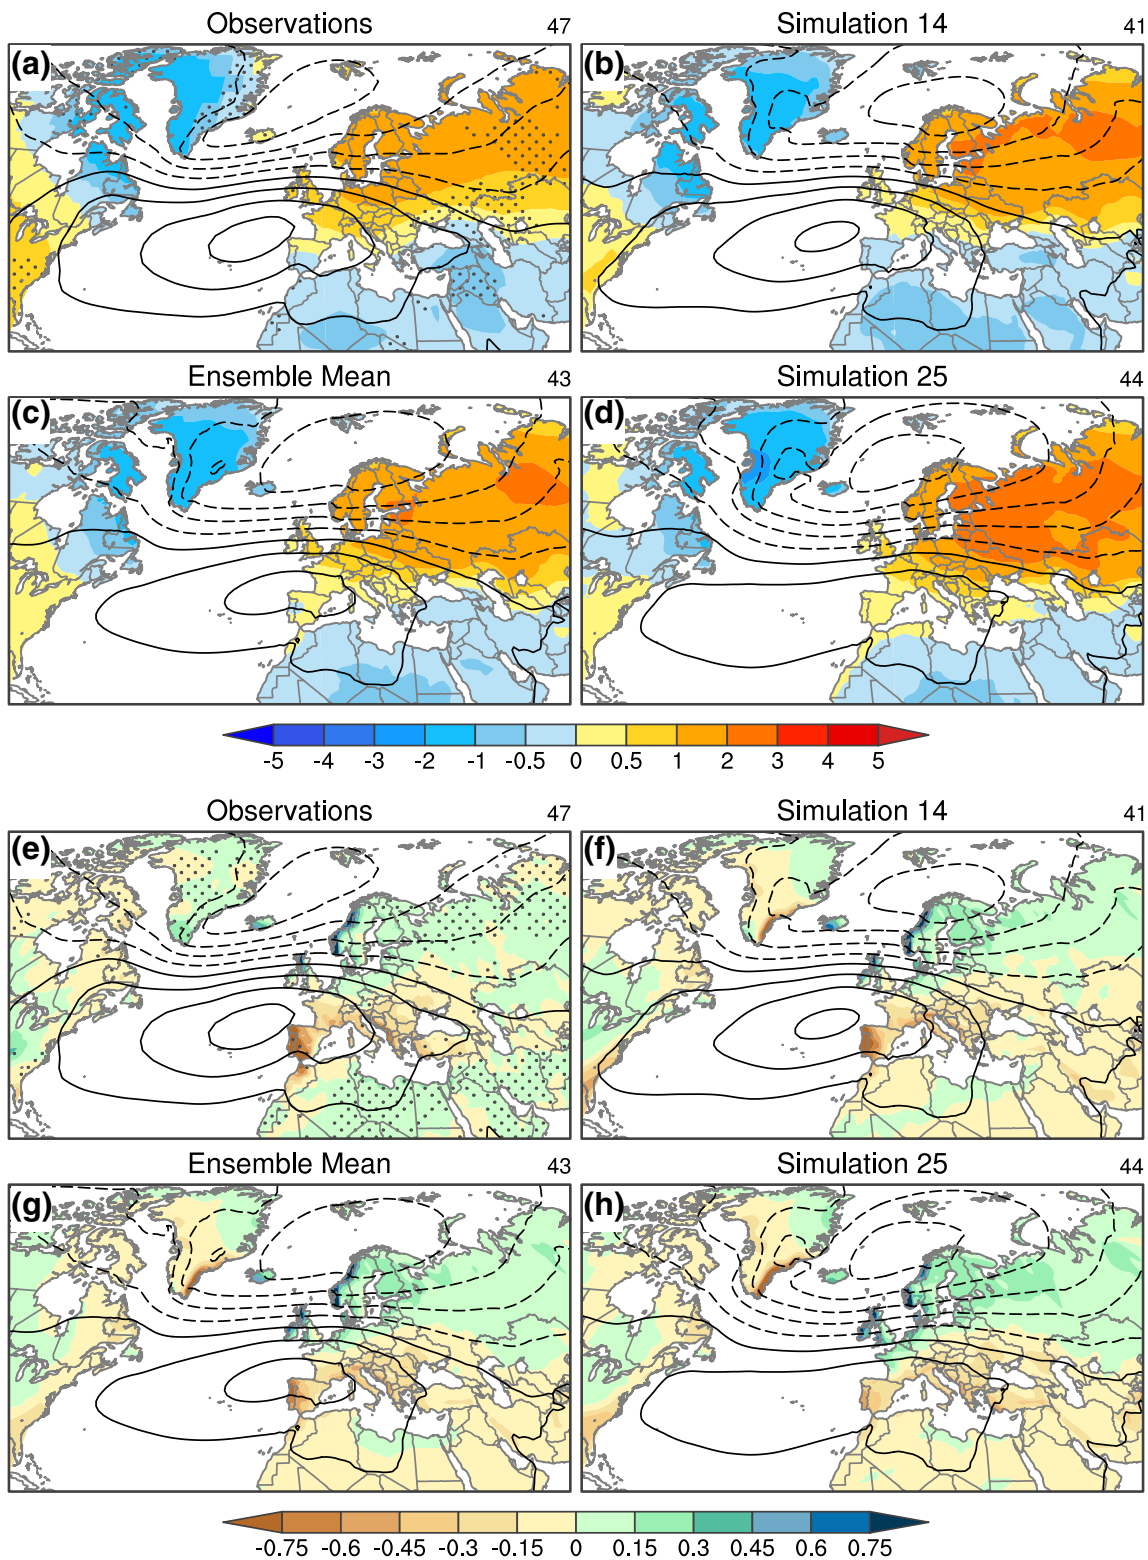 Observations 47 Simulation 14 41
(a) (b)
Ensemble Mean 43 Simulation 25 44
(c) (d)
-5 -4 -3 -2 -1 -0.5 0 0.5 1 2 3 4 5
Observations 47 Simulation 14 41
(e) (f)
Ensemble Mean 43 Simulation 25 44
(g) (h)
-0.75 -0.6 -0.45 -0.3 -0.15 0 0.15 0.3 0.45 0.6 0.75